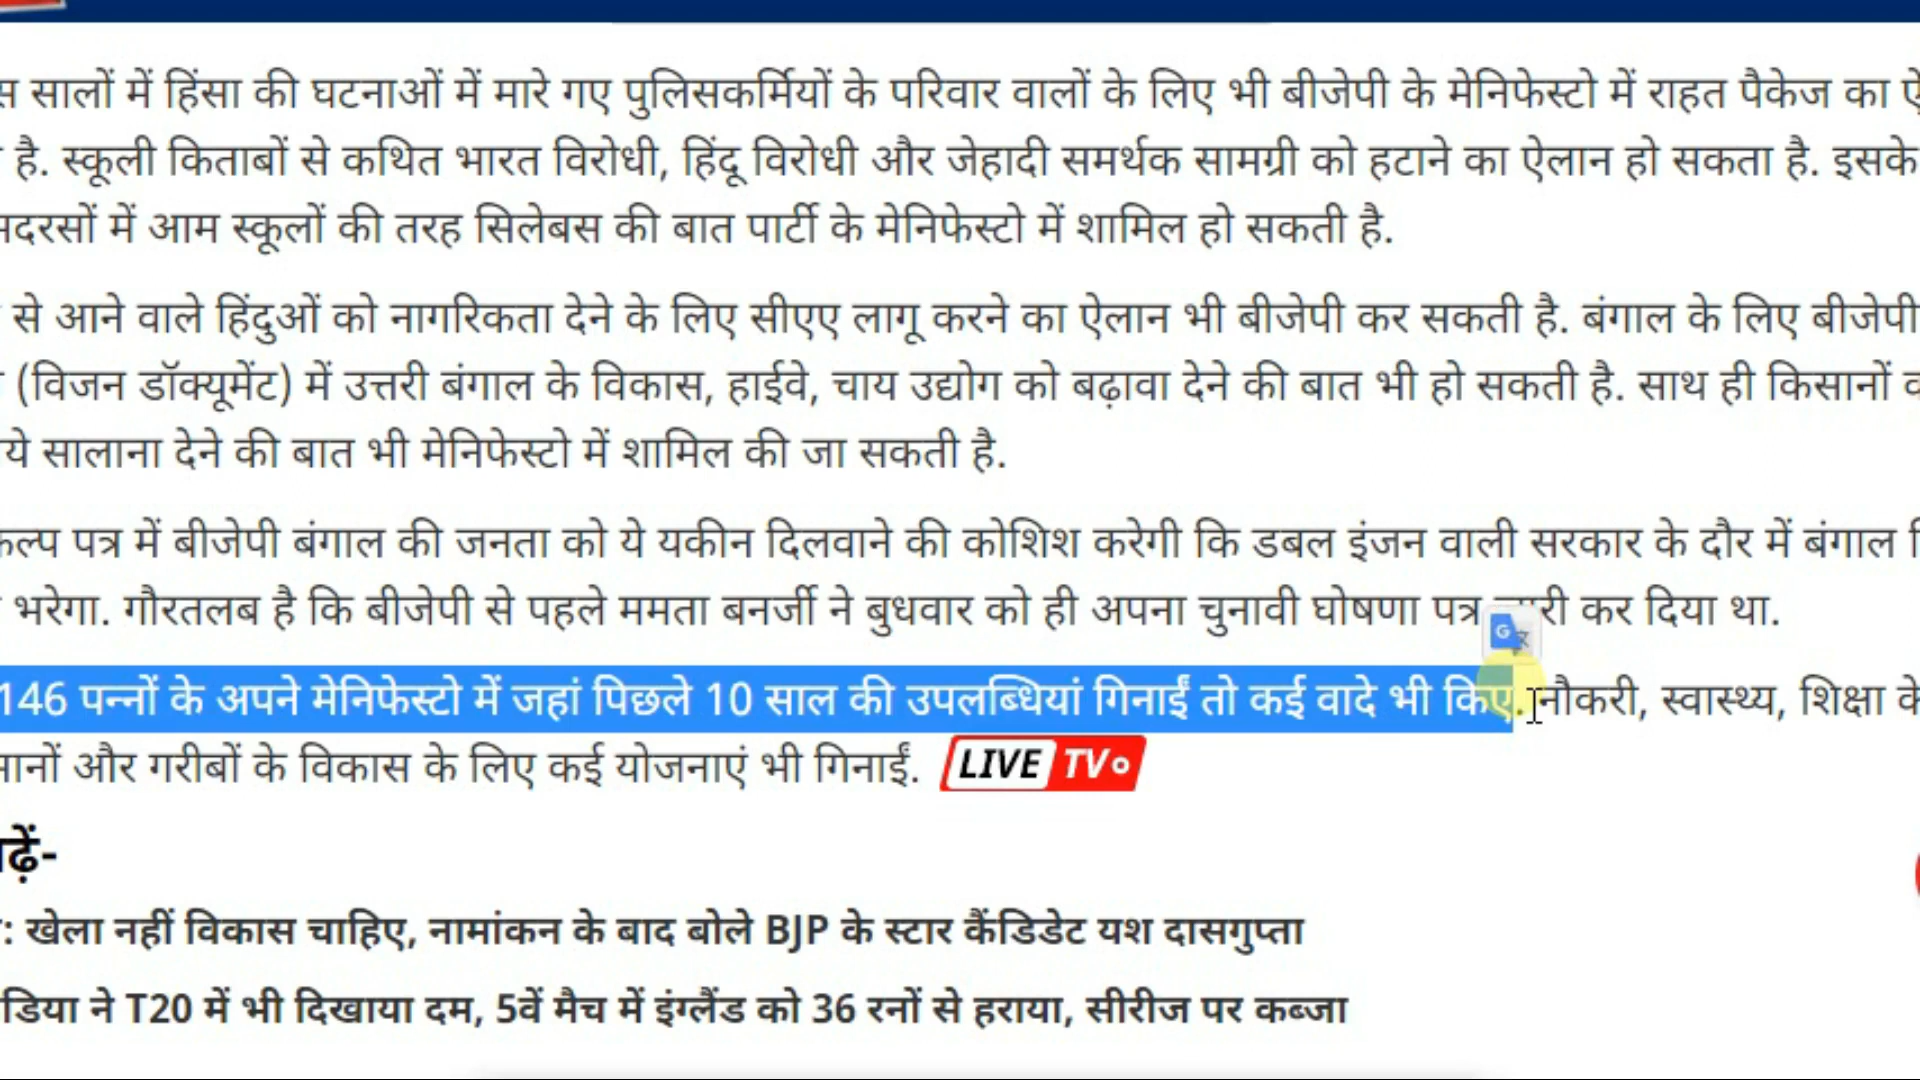 सालों में हिंसा की घटनाओं में मारे गए पुलिसकर्मियों के परिवार वालों के लिए भी बीजेपी के मेनिफेस्टो में राहत पैकेज का
है. स्कूली किताबों से कथित भारत विरोधी, हिंदू विरोधी और जेहादी समर्थक सामग्री को हटाने का ऐलान हो सकता है. इसके
में आम स्कूलों की तरह सिलेबस की बात पार्टी के मेनिफेस्टो में शामिल हो सकती है.
से आने वाले हिंदुओं को नागरिकता देने के लिए सीएए लागू करने का ऐलान भी बीजेपी कर सकती है. बंगाल के लिए बीजेपी
(विजन डॉक्यूमेंट) में उत्तरी बंगाल के विकास, हाईवे, चाय उद्योग को बढ़ावा देने की बात भी हो सकती है. साथ ही किसानों
ये सालाना देने की बात भी मेनिफेस्टो में शामिल की जा सकती है.
पत्र में बीजेपी बंगाल की जनता को ये यकीन दिलवाने की कोशिश करेगी कि डबल इंजन वाली सरकार के दौर में बंगाल
भरेगा. गौरतलब है कि बीजेपी से पहले ममता बनर्जी ने बुधवार को ही अपना चुनावी घोषणा पत्र कर दिया था.
146 पन्नों के अपने मेनिफेस्टो में जहां पिछले 10 साल की उपलब्धियां गिनाईं तो कई वादे भी किए. नौकरी, स्वास्थ्य, शिक्षा के
और गरीबों के विकास के लिए कई योजनाएं भी गिनाईं. LIVE TV
: खेला नहीं विकास चाहिए, नामांकन के बाद बोले BJP के स्टार कैंडिडेट यश दासगुप्ता
डिया ने T20 में भी दिखाया दम, 5वें मैच में इंग्लैंड को 36 रनों से हराया, सीरीज पर कब्जा